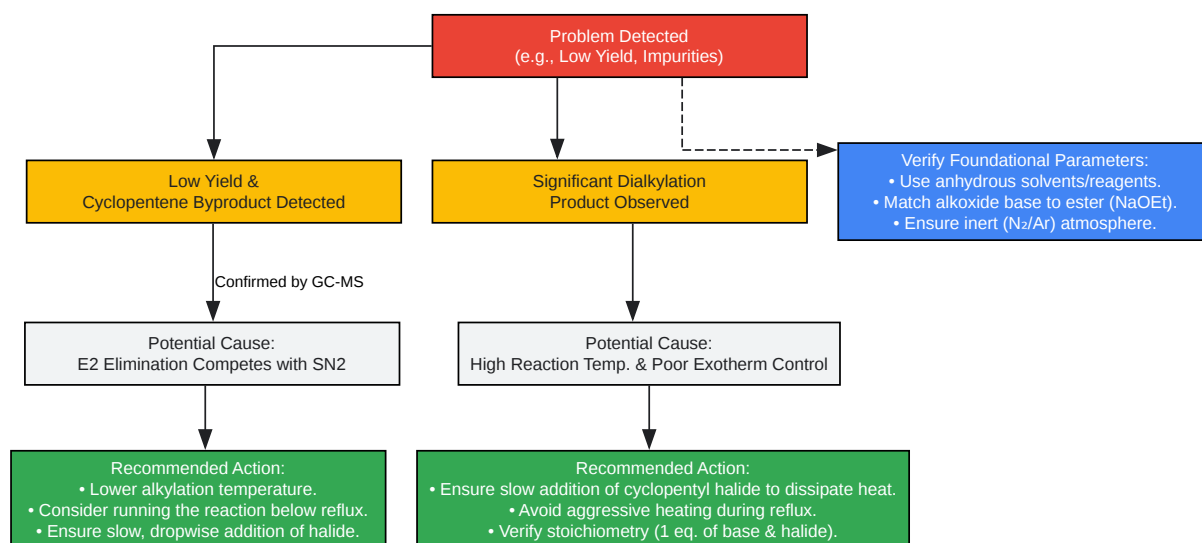 Problem Detected
(e.g., Low Yield, Impurities)
Low Yield &
Cyclopentene Byproduct Detected
Significant Dialkylation
Product Observed
Verify Foundational Parameters:
• Use anhydrous solvents/reagents.
• Match alkoxide base to ester (NaOEt).
• Ensure inert (N₂/Ar) atmosphere.
Confirmed by GC-MS
Potential Cause:
E2 Elimination Competes with SN2
Potential Cause:
High Reaction Temp. & Poor Exotherm Control
Recommended Action:
• Lower alkylation temperature.
• Consider running the reaction below reflux.
• Ensure slow, dropwise addition of halide.
Recommended Action:
• Ensure slow addition of cyclopentyl halide to dissipate heat.
• Avoid aggressive heating during reflux.
• Verify stoichiometry (1 eq. of base & halide).